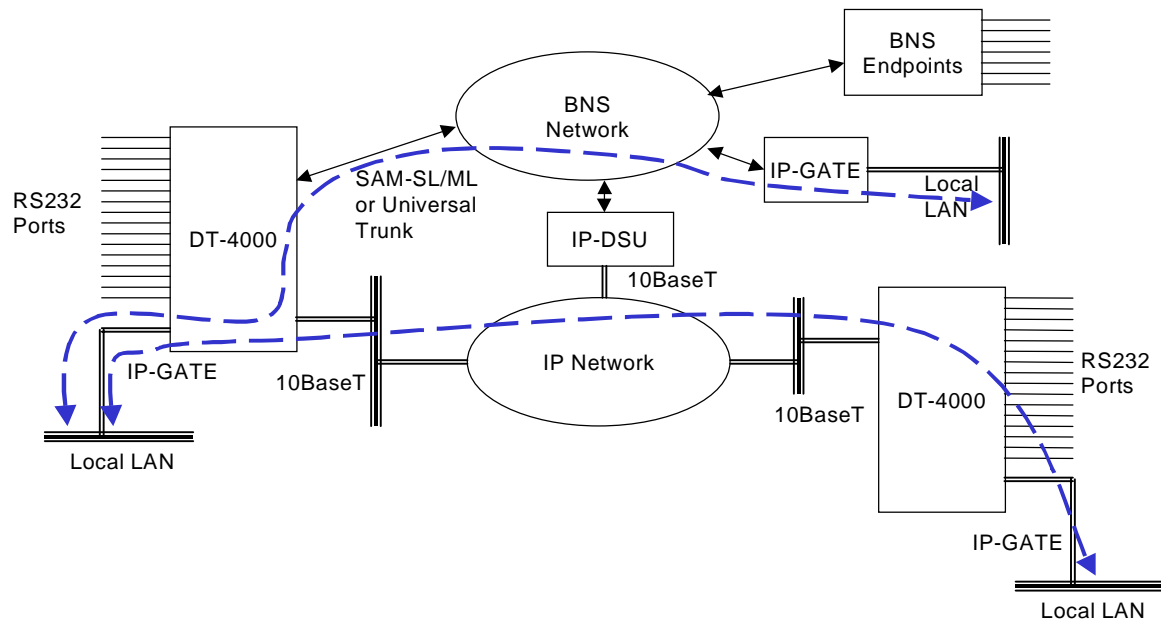 BNS
Endpoints
BNS
Network
IP-GATE
Local
LAN
SAM-SL/ML
or Universal
Trunk
RS232
Ports
DT-4000
IP-DSU
10BaseT
IP Network
IP-GATE
10BaseT
Local LAN
10BaseT
DT-4000
RS232
Ports
IP-GATE
Local LAN